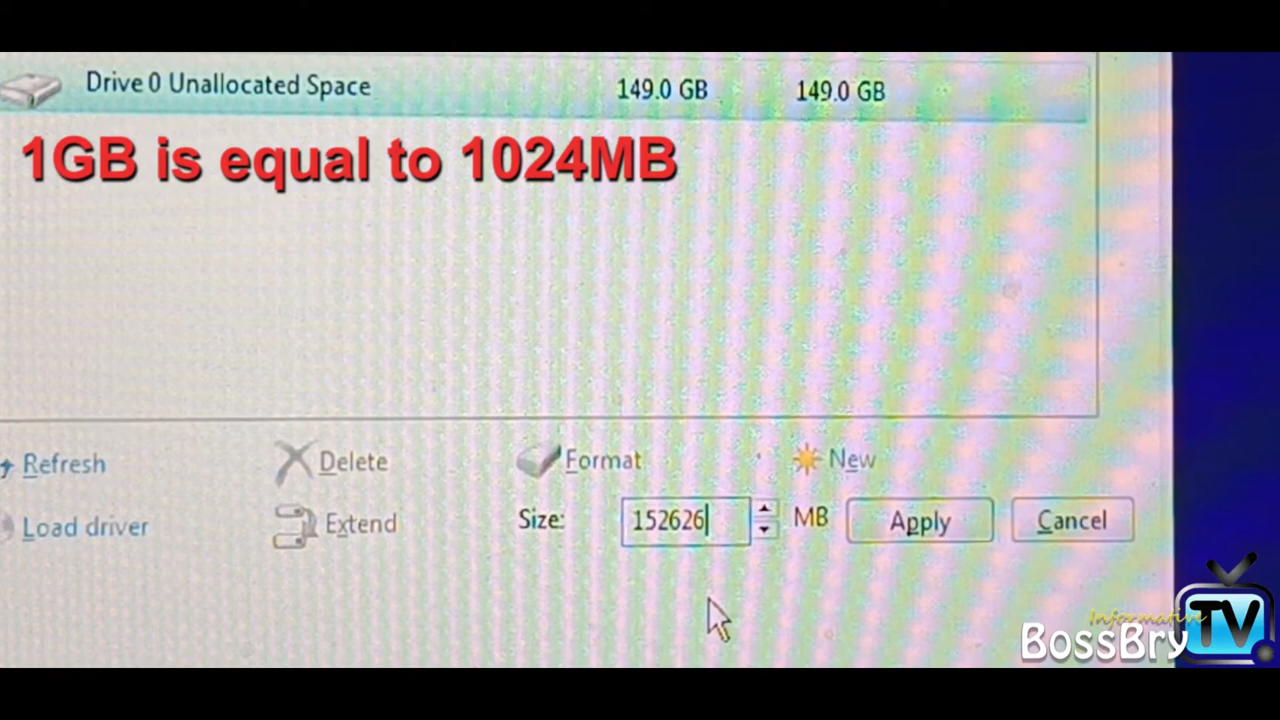 Drive 0 Unallocated Space 149.0 GB 149.0 GB
1GB is equal to 1024MB
Refresh Delete Format New
Load driver Extend Size: 152626 MB Apply Cancel
Informative
BossBry TV